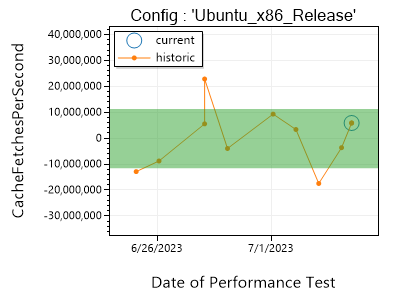 Config : 'Ubuntu_x86_Release'
current
historic
40,000,000
30,000,000
20,000,000
10,000,000
0
-10,000,000
-20,000,000
-30,000,000
CacheFetchesPerSecond
6/26/2023
7/1/2023
Date of Performance Test